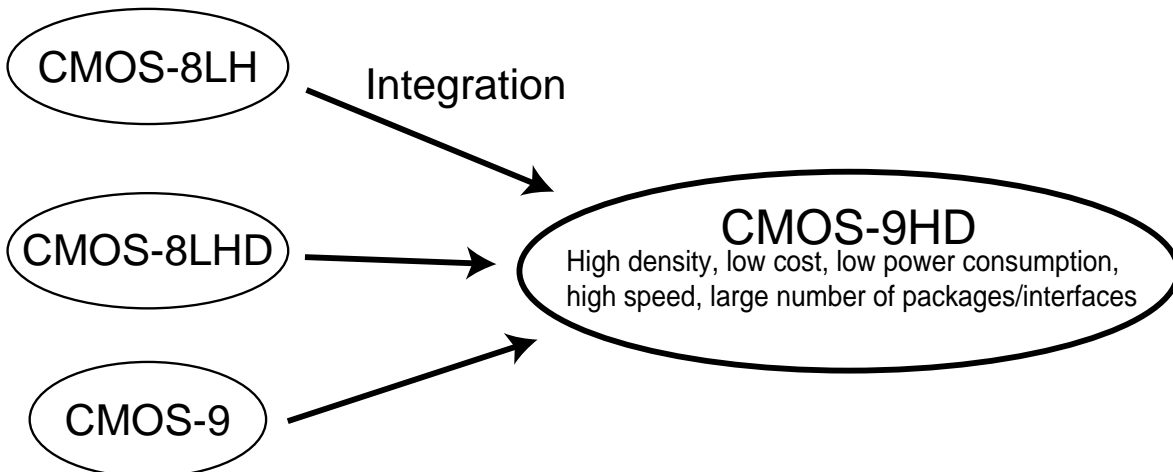 CMOS-8LH
Integration
CMOS-8LHD
CMOS-9HD
High density, low cost, low power consumption,
high speed, large number of packages/interfaces
CMOS-9